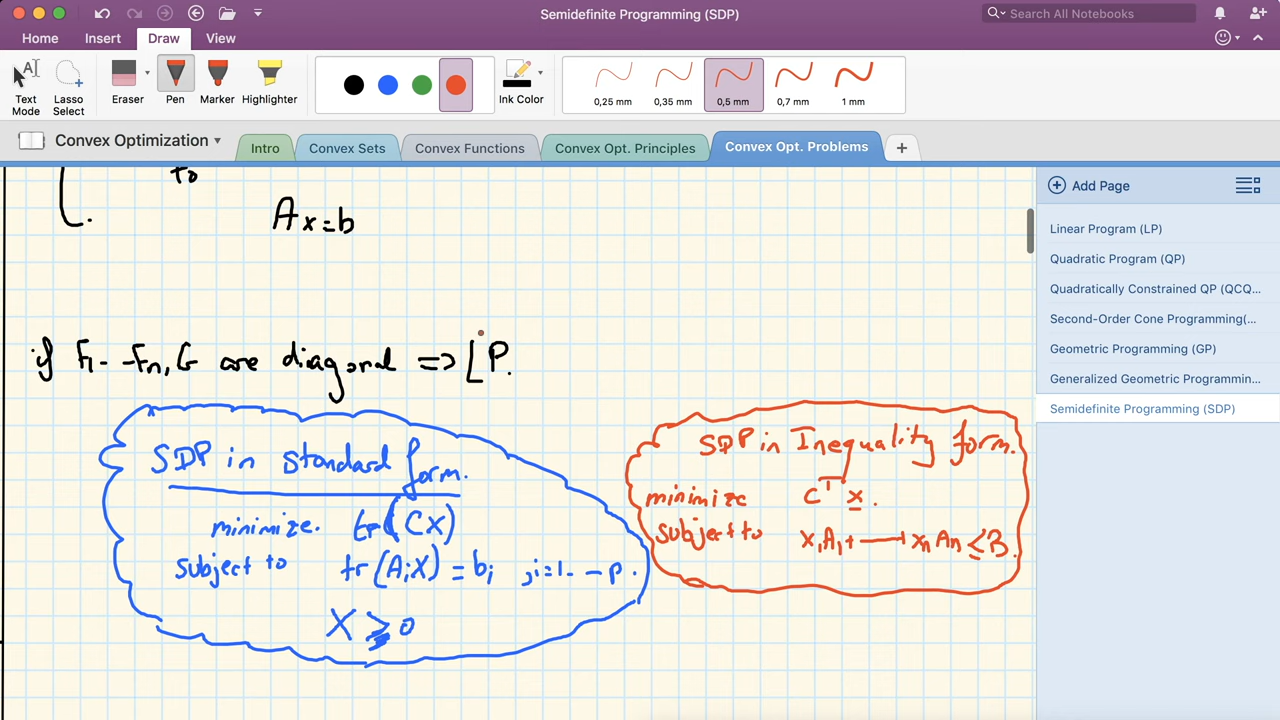 Semidefinite Programming (SDP)
Search All Notebooks
Home Insert Draw View
Text Mode
Lasso Select
Eraser
Pen
Marker
Highlighter
Ink Color
0,25 mm 0,35 mm 0,5 mm 0,7 mm 1 mm
Convex Optimization
Intro Convex Sets Convex Functions Convex Opt. Principles Convex Opt. Problems +
Add Page
Linear Program (LP)
Quadratic Program (QP)
Quadratically Constrained QP (QCQ...
Second-Order Cone Programming(...
Geometric Programming (GP)
Generalized Geometric Programmin...
Semidefinite Programming (SDP)
to
Ax=b
if F₁- -Fn, G are diagonal => LP.
SDP in standard form.
minimize. tr(CX)
subject to tr(AiX) = bi , i=1- -p.
X ≥ 0
SDP in Inequality form.
minimize cᵀx.
subject to x₁A₁+ — + xnAn ≤ B